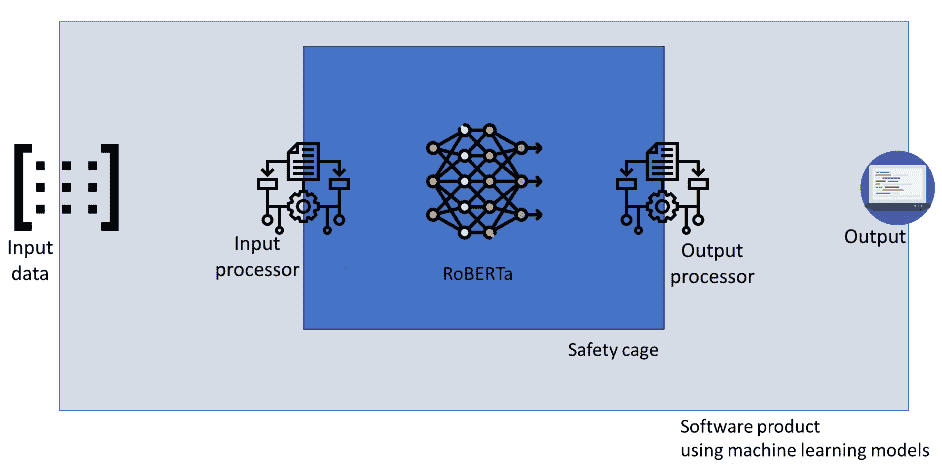 Input
data
Input
processor
RoBERTa
Output
processor
Output
Safety cage
Software product
using machine learning models